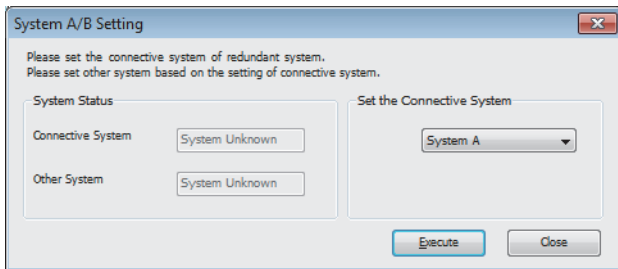 System A/B Setting
Please set the connective system of redundant system.
Please set other system based on the setting of connective system.
System Status
Set the Connective System
Connective System
System Unknown
System A
Other System
System Unknown
Execute
Close